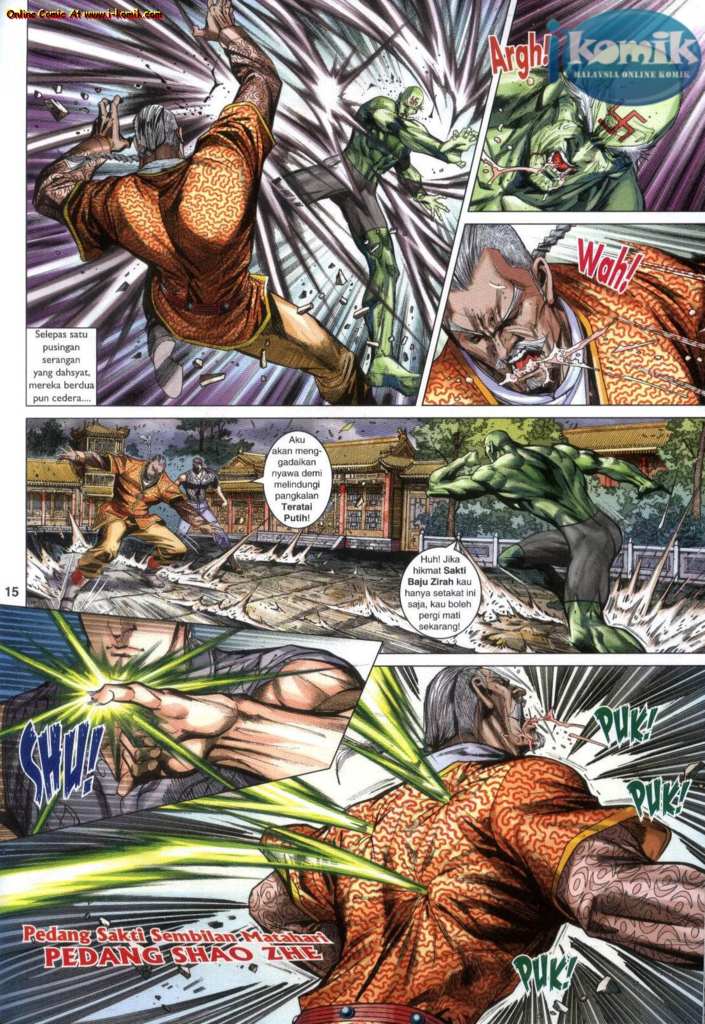 Online Comic At www.i-komik.com
ikomik
MALAYSIA ONLINE KOMIK
Argh!
Selepas satu
pusingan
serangan
yang dahsyat,
mereka berdua
pun cedera....
Wah!
Aku
akan meng-
gadaikan
nyawa demi
melindungi
pangkalan
Teratai
Putih!
Huh! Jika
hikmat Sakti
Baju Zirah kau
hanya setakat ini
saja, kau boleh
pergi mati
sekarang!
15
SHU!
PUK!
PUK!
Pedang Sakti Sembilan Matahari
PEDANG SHAO ZHE
PUK!